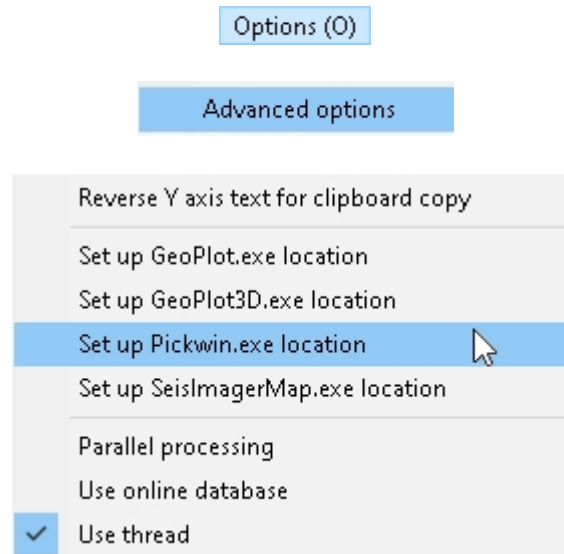 Options (O)
Advanced options
Reverse Y axis text for clipboard copy
Set up GeoPlot.exe location
Set up GeoPlot3D.exe location
Set up Pickwin.exe location
Set up SeisImagerMap.exe location
Parallel processing
Use online database
Use thread